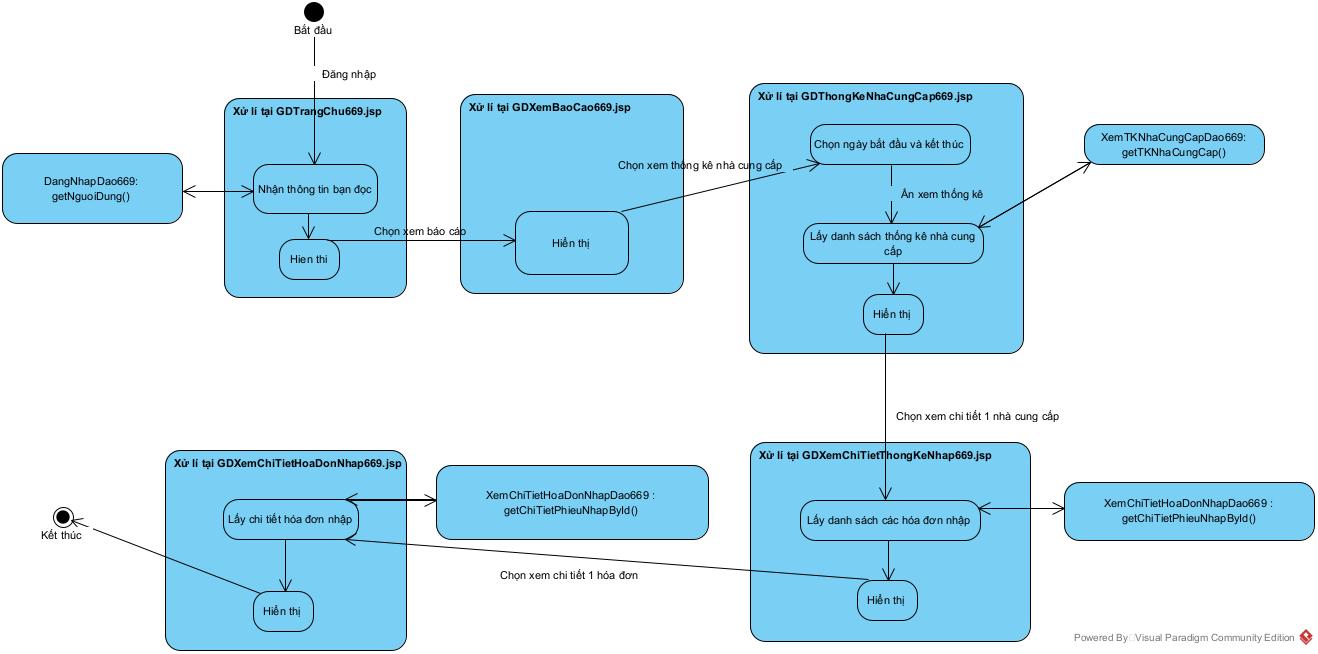 Bắt đầu
Đăng nhập
Xử lí tại GDTrangChu669.jsp
Nhận thông tin bạn đọc
Hien thi
DangNhapDao669:
getNguoiDung()
Chọn xem báo cáo
Xử lí tại GDXemBaoCao669.jsp
Hiển thị
Chọn xem thống kê nhà cung cấp
Xử lí tại GDThongKeNhaCungCap669.jsp
Chọn ngày bắt đầu và kết thúc
Ấn xem thống kê
Lấy danh sách thống kê nhà cung
cấp
Hiển thị
XemTKNhaCungCapDao669:
getTKNhaCungCap()
Chọn xem chi tiết 1 nhà cung cấp
Xử lí tại GDXemChiTietThongKeNhap669.jsp
Lấy danh sách các hóa đơn nhập
Hiển thị
XemChiTietHoaDonNhapDao669 :
getChiTietPhieuNhapById()
Chọn xem chi tiết 1 hóa đơn
Xử lí tại GDXemChiTietHoaDonNhap669.jsp
Lấy chi tiết hóa đơn nhập
Hiển thị
XemChiTietHoaDonNhapDao669 :
getChiTietPhieuNhapById()
Kết thúc
Powered By Visual Paradigm Community Edition